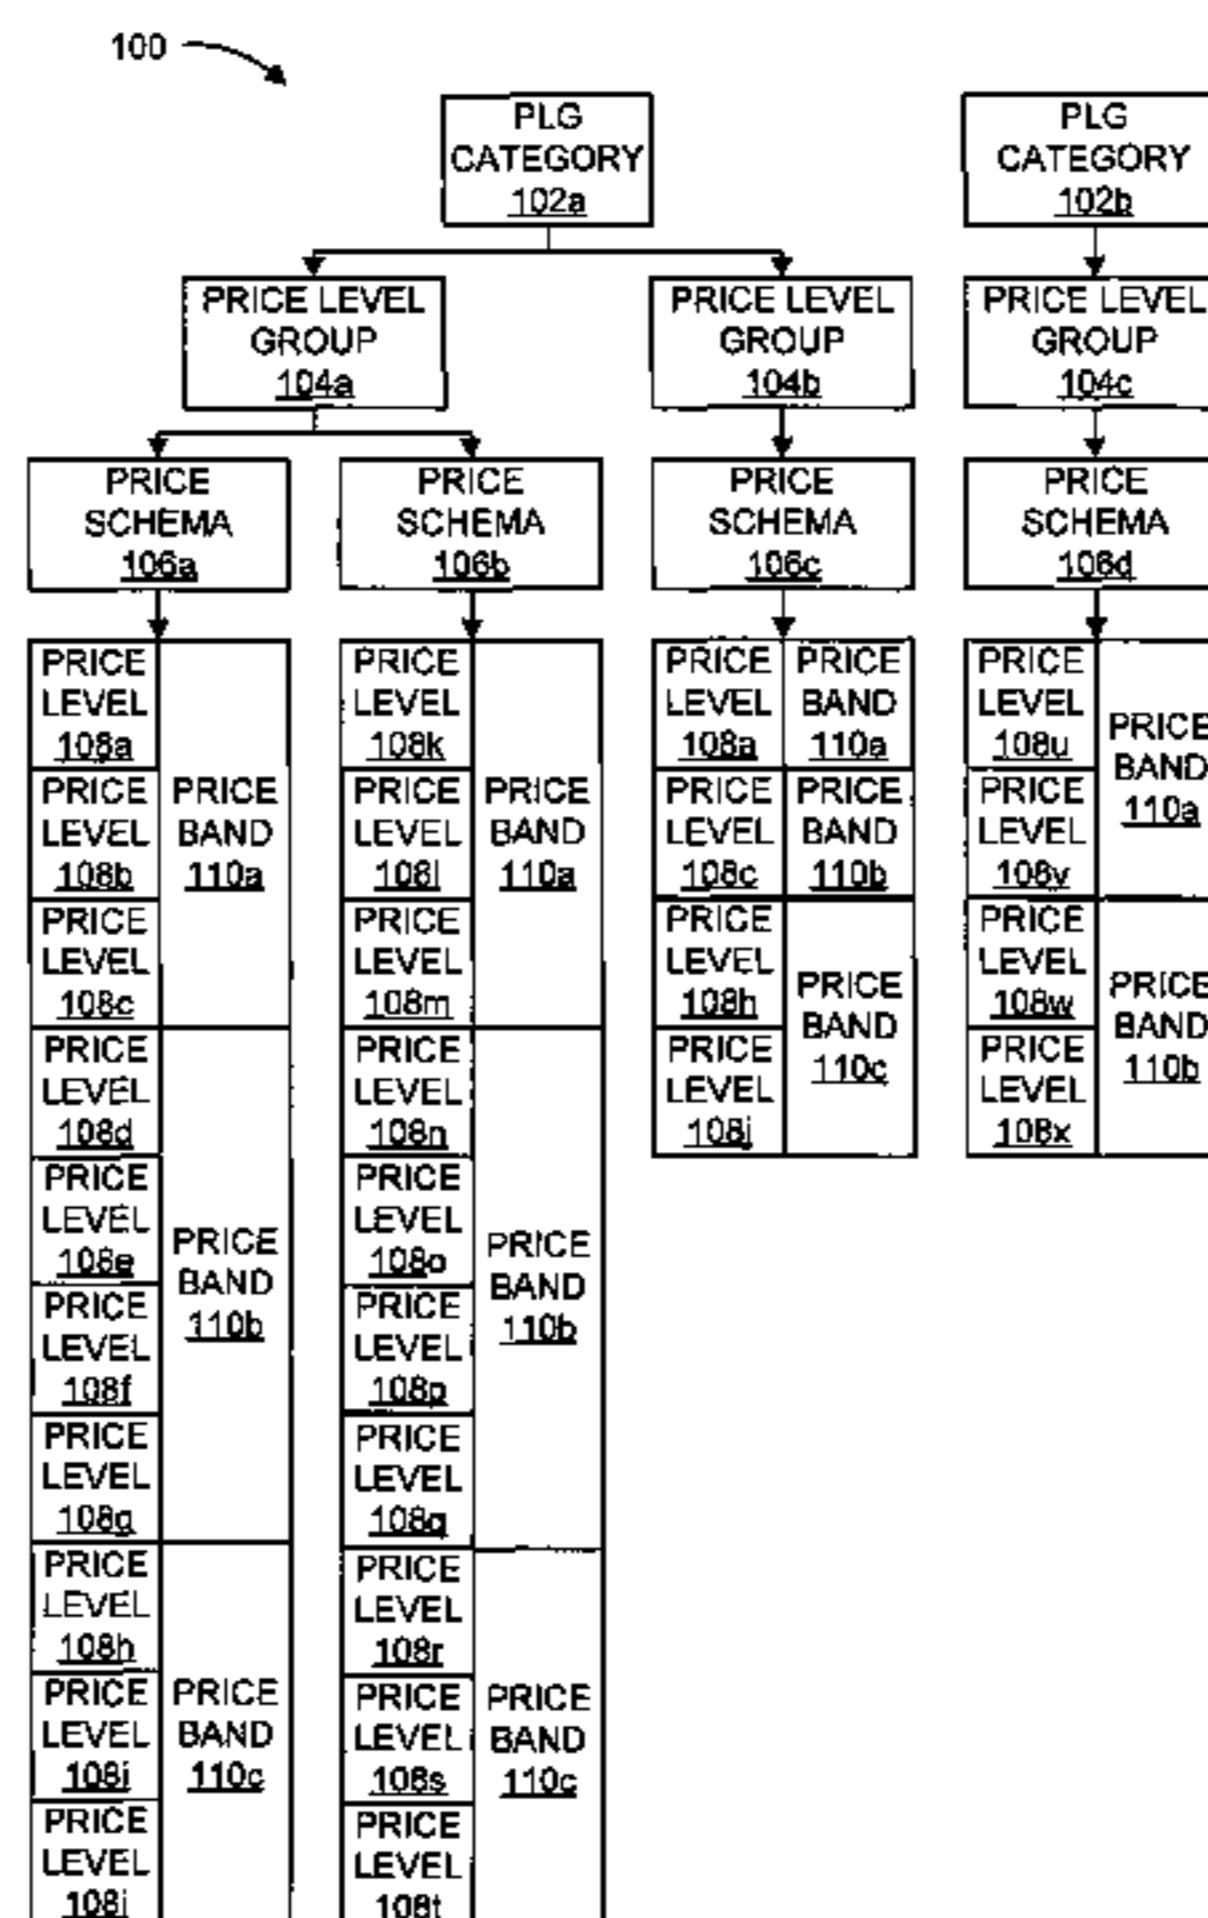 100
PLG
CATEGORY
102a
PLG
CATEGORY
102b
PRICE LEVEL
GROUP
104a
PRICE LEVEL
GROUP
104b
PRICE LEVEL
GROUP
104c
PRICE
SCHEMA
106a
PRICE
SCHEMA
106b
PRICE
SCHEMA
106c
PRICE
SCHEMA
106d
PRICE
LEVEL
108a
PRICE
LEVEL
108b
PRICE
LEVEL
108c
PRICE
BAND
110a
PRICE
LEVEL
108d
PRICE
LEVEL
108e
PRICE
LEVEL
108f
PRICE
LEVEL
108g
PRICE
BAND
110b
PRICE
LEVEL
108h
PRICE
LEVEL
108i
PRICE
LEVEL
108j
PRICE
BAND
110c
PRICE
LEVEL
108k
PRICE
LEVEL
108l
PRICE
LEVEL
108m
PRICE
BAND
110a
PRICE
LEVEL
108n
PRICE
LEVEL
108o
PRICE
LEVEL
108p
PRICE
LEVEL
108q
PRICE
BAND
110b
PRICE
LEVEL
108r
PRICE
LEVEL
108s
PRICE
LEVEL
108t
PRICE
BAND
110c
PRICE
LEVEL
108a
PRICE
BAND
110a
PRICE
LEVEL
108c
PRICE
BAND
110b
PRICE
LEVEL
108h
PRICE
LEVEL
108j
PRICE
BAND
110c
PRICE
LEVEL
108u
PRICE
LEVEL
108v
PRICE
BAND
110a
PRICE
LEVEL
108w
PRICE
LEVEL
108x
PRICE
BAND
110b